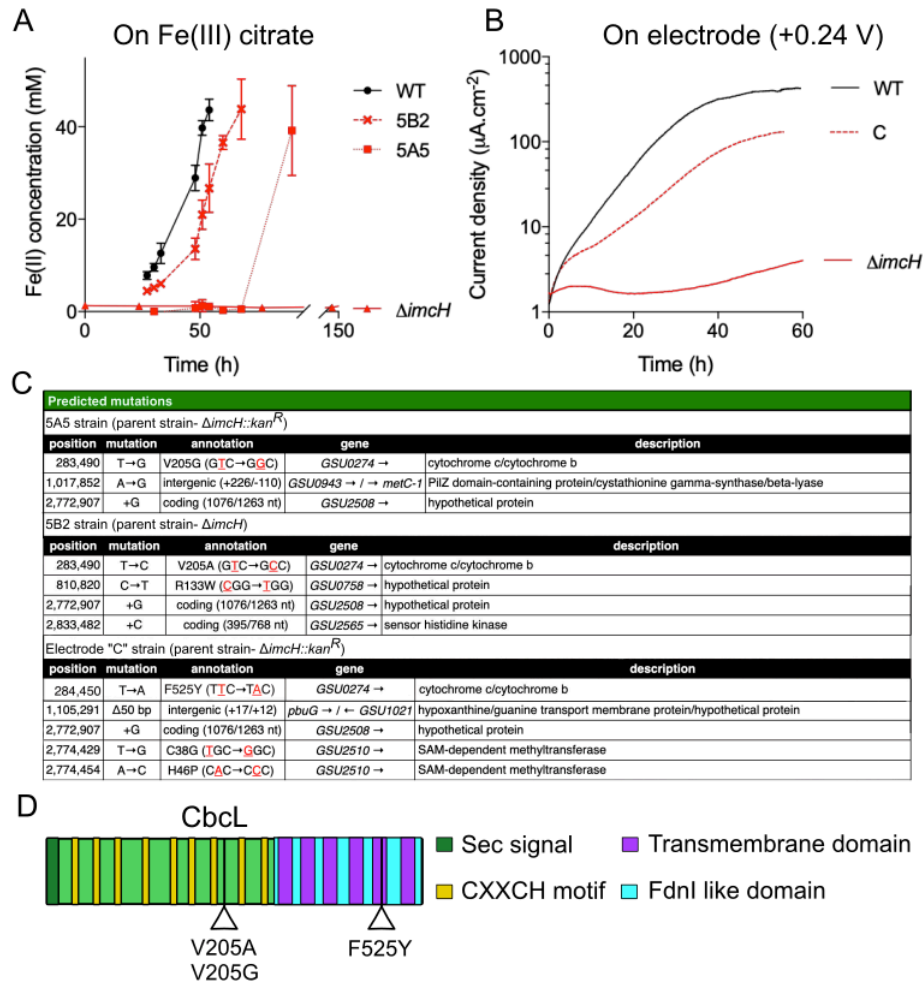 A
On Fe(III) citrate
Fe(II) concentration (mM)
40
20
0
0
50
150
Time (h)
WT
5B2
5A5
ΔimcH
B
On electrode (+0.24 V)
Current density (µA.cm⁻²)
1000
100
10
1
0
20
40
60
Time (h)
WT
C
ΔimcH
C
Predicted mutations
5A5 strain (parent strain- ΔimcH::kanᴿ)
position mutation annotation gene description
283,490 T→G V205G (GTC→GGC) GSU0274 → cytochrome c/cytochrome b
1,017,852 A→G intergenic (+226/-110) GSU0943 → / → metC-1 PilZ domain-containing protein/cystathione gamma-synthase/beta-lyase
2,772,907 +G coding (1076/1263 nt) GSU2508 → hypothetical protein
5B2 strain (parent strain- ΔimcH)
position mutation annotation gene description
283,490 T→C V205A (GTC→GCC) GSU0274 → cytochrome c/cytochrome b
810,820 C→T R133W (CGG→TGG) GSU0758 → hypothetical protein
2,772,907 +G coding (1076/1263 nt) GSU2508 → hypothetical protein
2,833,482 +C coding (395/768 nt) GSU2565 → sensor histidine kinase
Electrode "C" strain (parent strain- ΔimcH::kanᴿ)
position mutation annotation gene description
284,450 T→A F525Y (TTC→TAC) GSU0274 → cytochrome c/cytochrome b
1,105,291 Δ50 bp intergenic (+17/+12) pbuG → / ← GSU1021 hypoxanthine/guanine transport membrane protein/hypothetical protein
2,772,907 +G coding (1076/1263 nt) GSU2508 → hypothetical protein
2,774,429 T→G C38G (TGC→GGC) GSU2510 → SAM-dependent methyltransferase
2,774,454 A→C H46P (CAC→CCC) GSU2510 → SAM-dependent methyltransferase
D
CbcL
V205A
V205G
F525Y
Sec signal
Transmembrane domain
CXXCH motif
FdnI like domain